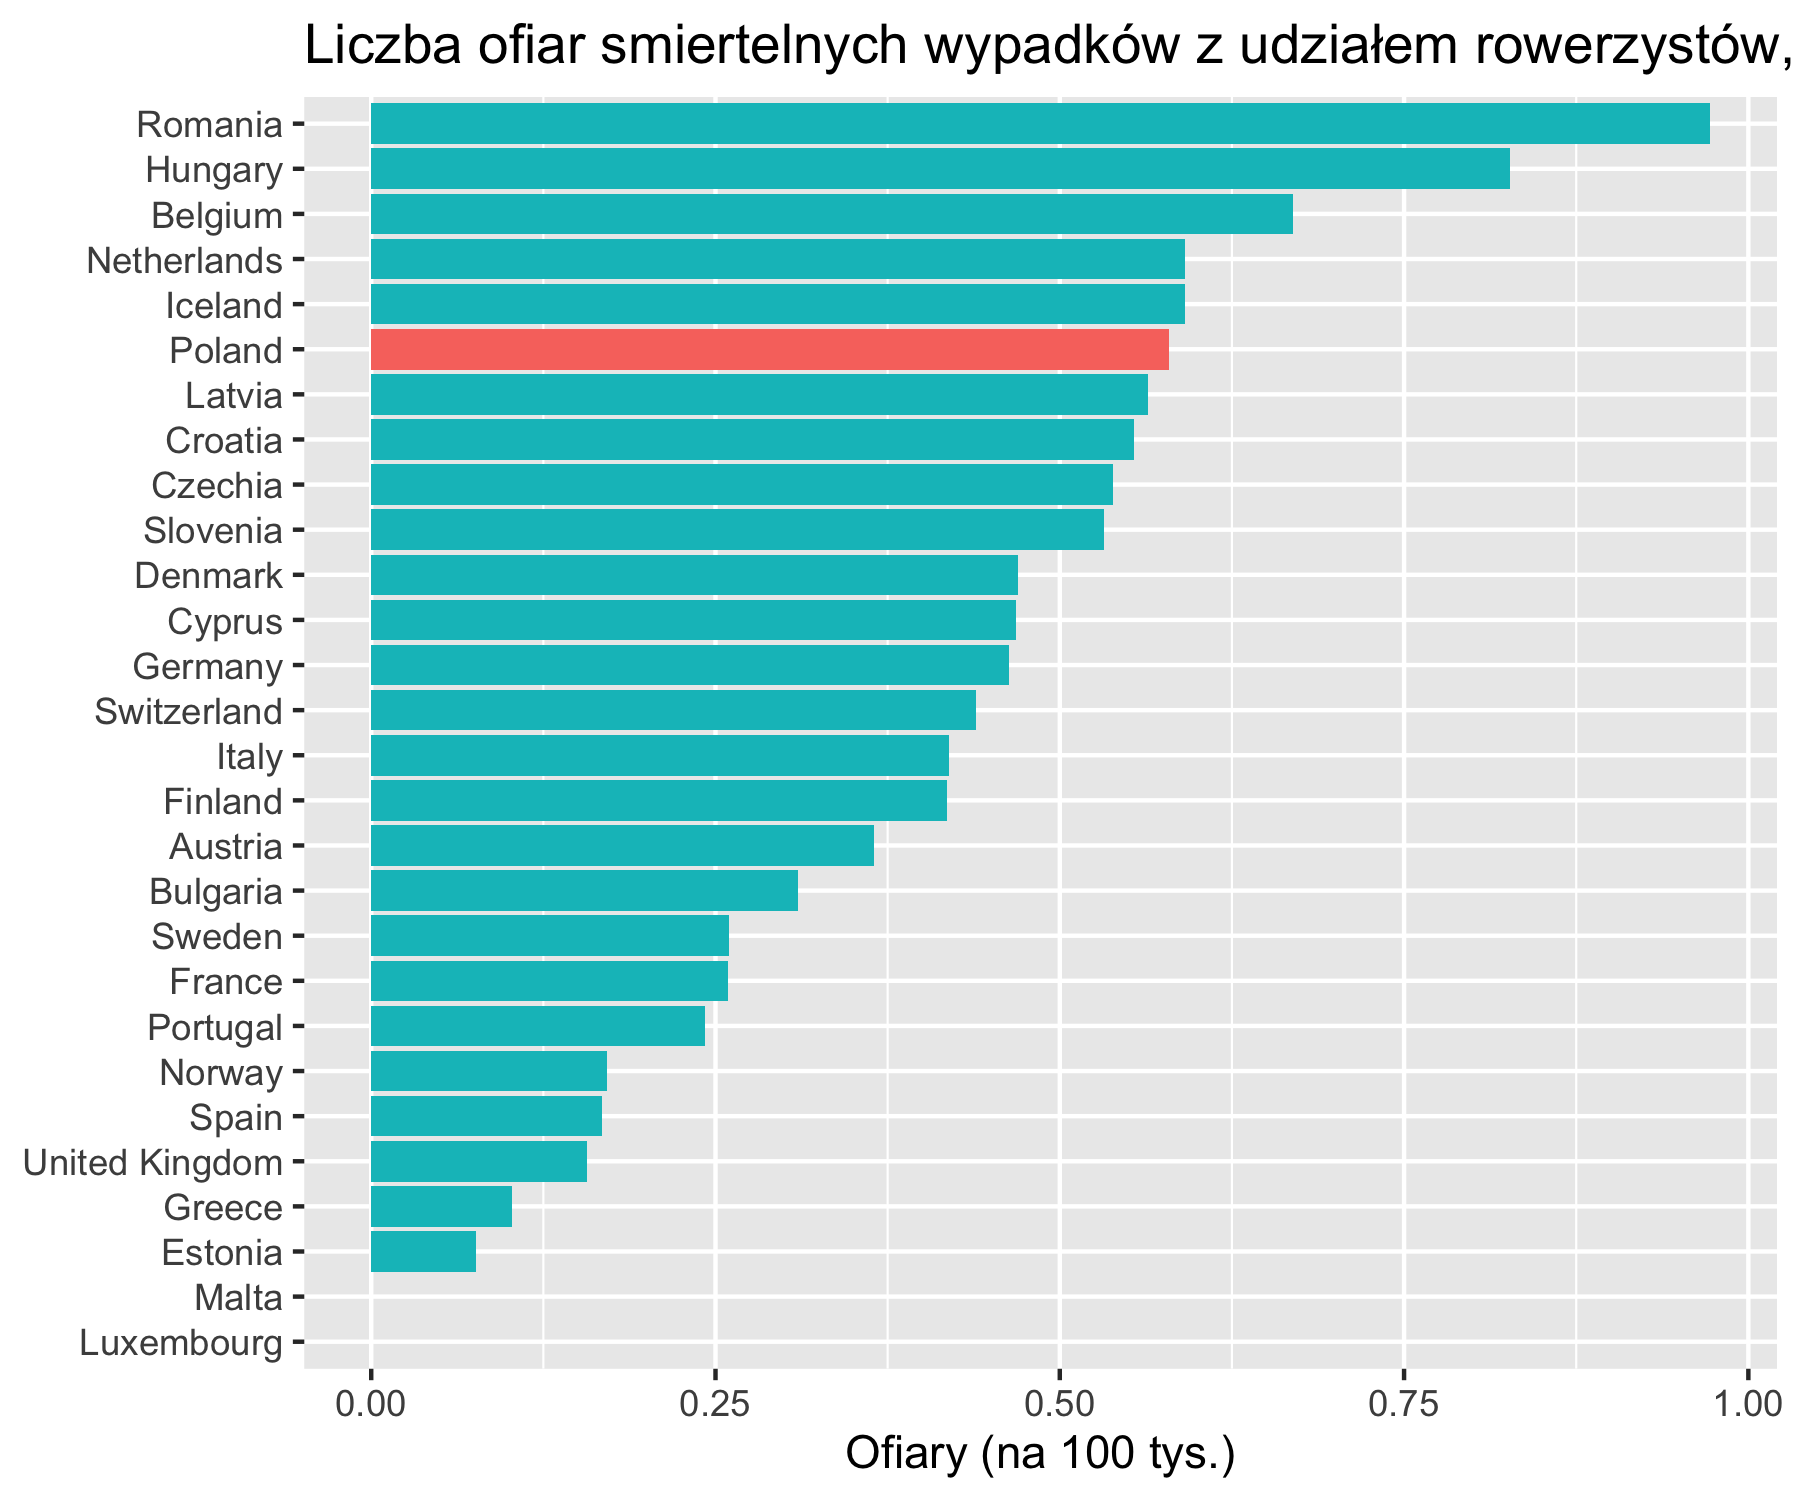 Liczba ofiar smiertelnych wypadków z udziałem rowerzystów,
Romania
Hungary
Belgium
Netherlands
Iceland
Poland
Latvia
Croatia
Czechia
Slovenia
Denmark
Cyprus
Germany
Switzerland
Italy
Finland
Austria
Bulgaria
Sweden
France
Portugal
Norway
Spain
United Kingdom
Greece
Estonia
Malta
Luxembourg
0.00 0.25 0.50 0.75 1.00
Ofiary (na 100 tys.)